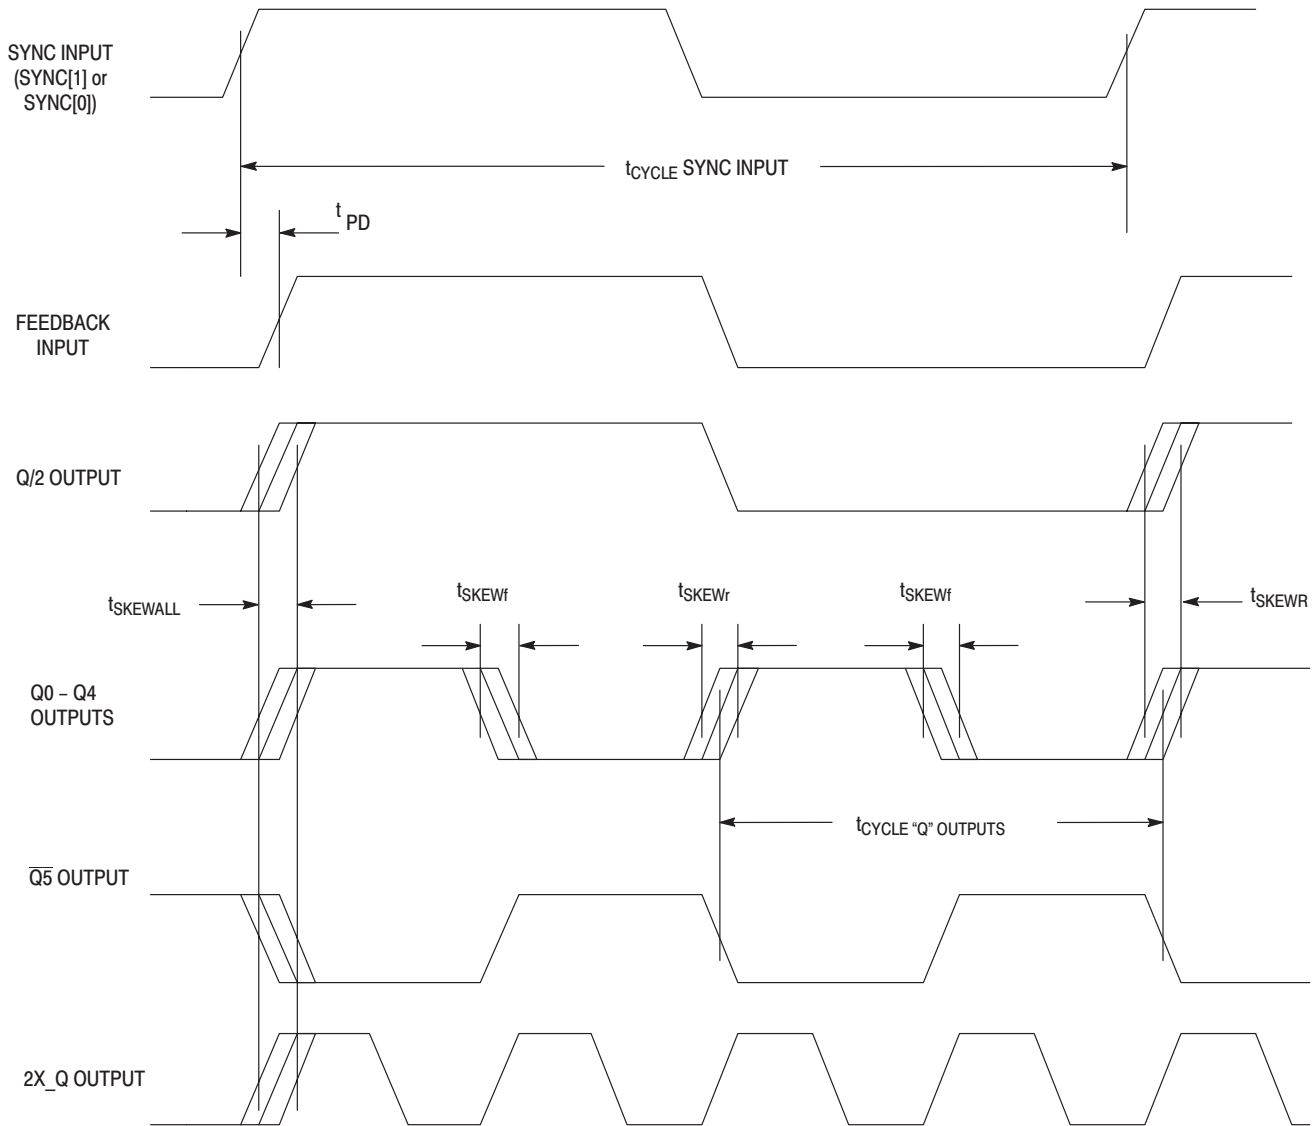 SYNC INPUT
(SYNC[1] or
SYNC[0])
tCYCLE SYNC INPUT
t PD
FEEDBACK
INPUT
Q/2 OUTPUT
tSKEWALL
tSKEWf
tSKEWr
tSKEWf
tSKEWR
Q0 – Q4
OUTPUTS
tCYCLE “Q” OUTPUTS
Q5 OUTPUT
2X_Q OUTPUT